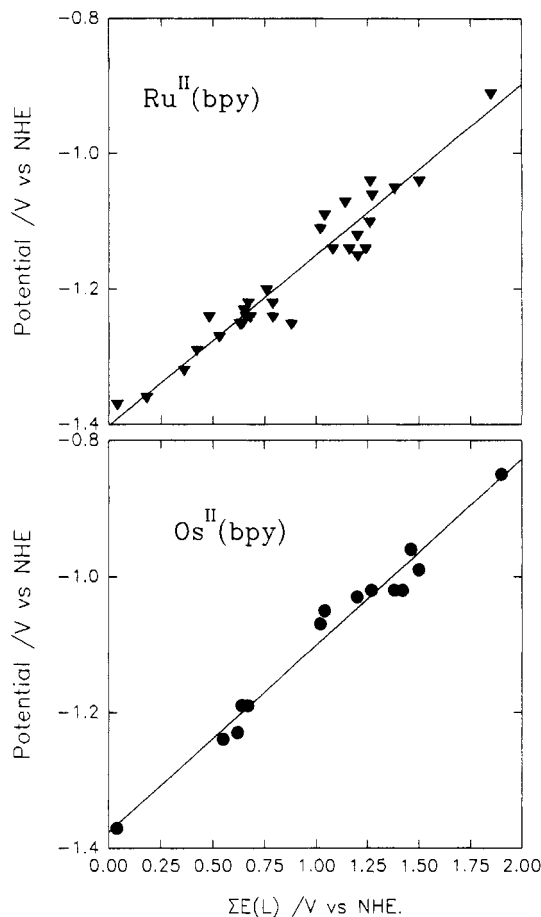 -0.8
-1.0
-1.2
-1.4
Potential /V vs NHE
Ru^II(bpy)
-0.8
-1.0
-1.2
-1.4
Potential /V vs NHE
Os^II(bpy)
0.00 0.25 0.50 0.75 1.00 1.25 1.50 1.75 2.00
ΣE(L) /V vs NHE.